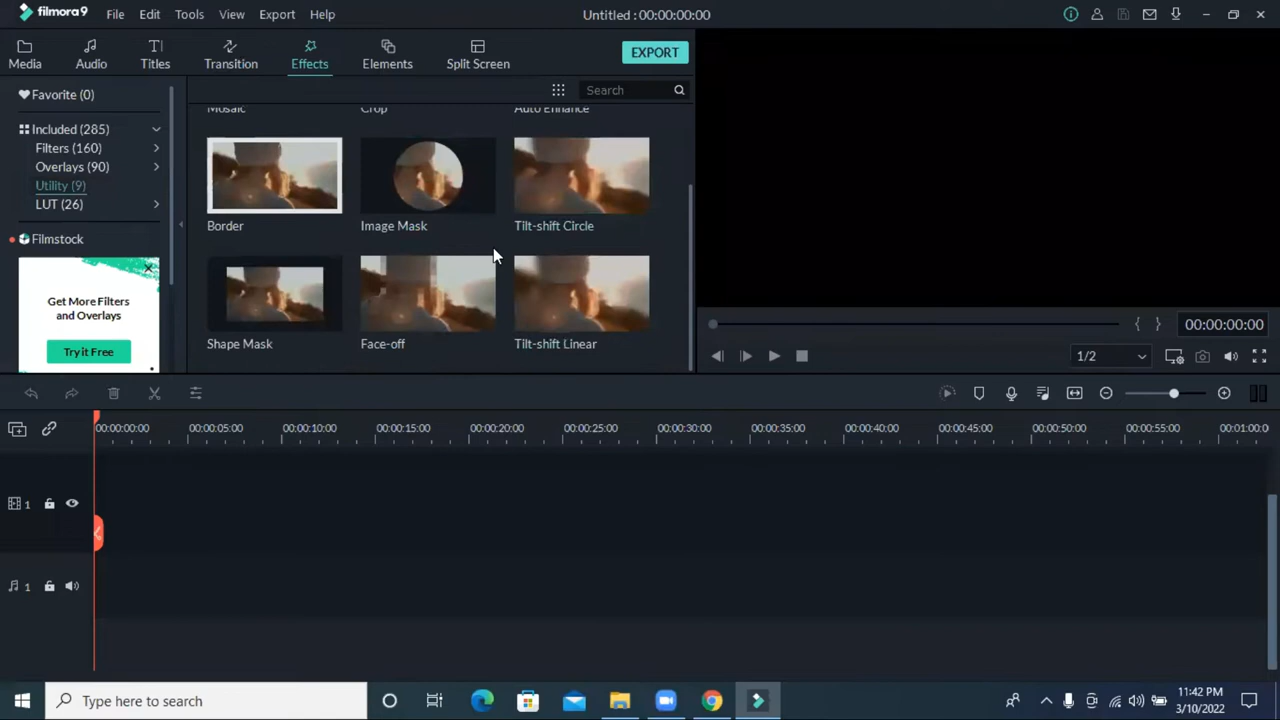 filmora9 File Edit Tools View Export Help Untitled : 00:00:00:00
Media Audio Titles Transition Effects Elements Split Screen EXPORT
Favorite (0)
Search
Included (285)
Filters (160)
Overlays (90)
Utility (9)
LUT (26)
Filmstock
Get More Filters
and Overlays
Try it Free
Mosaic Crop Auto Enhance
Border Image Mask Tilt-shift Circle
Shape Mask Face-off Tilt-shift Linear
{ } 00:00:00:00
1/2
00:00:00:00 00:00:05:00 00:00:10:00 00:00:15:00 00:00:20:00 00:00:25:00 00:00:30:00 00:00:35:00 00:00:40:00 00:00:45:00 00:00:50:00 00:00:55:00 00:01:00:0
1
1
Type here to search
11:42 PM
3/10/2022